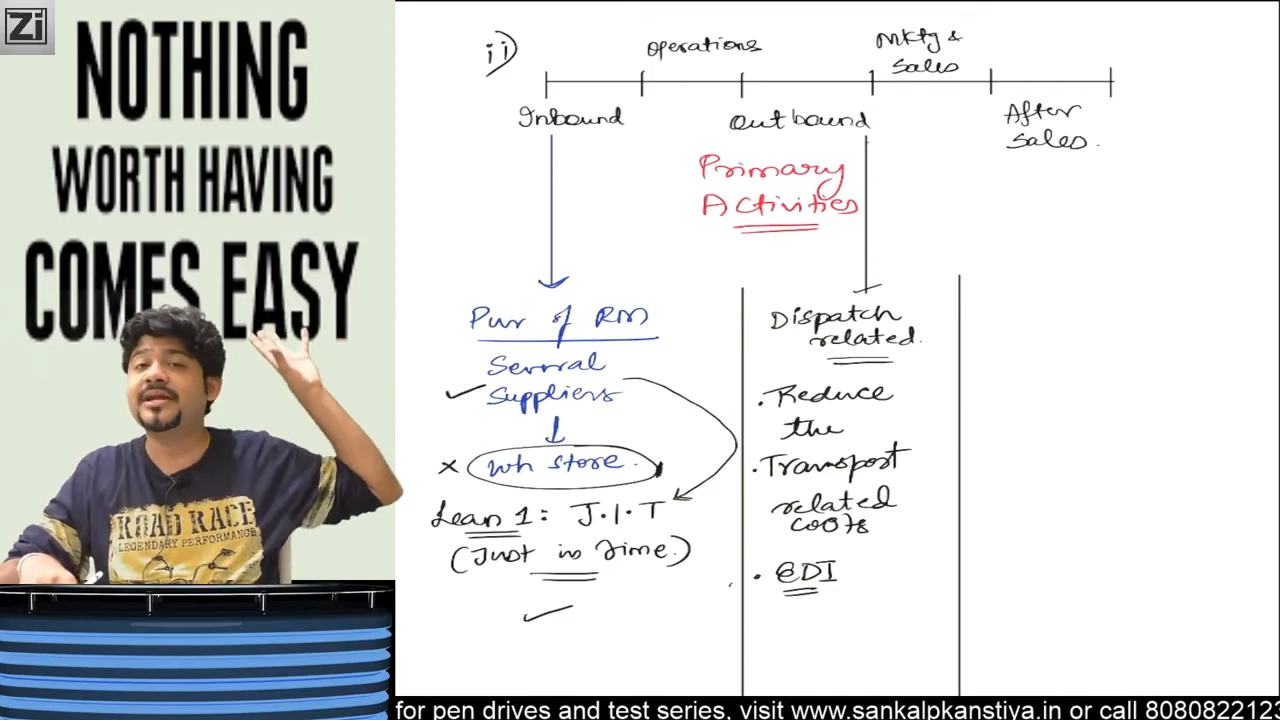 Zi
NOTHING
WORTH HAVING
COMES EASY
ROAD RACE
LEGENDARY PERFORMANCE
ii)
Operations
Mktg &
Sales
Inbound
Outbound
After
Sales.
Primary
Activities
Pur of RM
Several
Suppliers
Wh store.
Lean 1: J.I.T
(Just in Time.)
Dispatch
related.
. Reduce
the
. Transport
related
costs
. EDI
for pen drives and test series, visit www.sankalpkanstiya.in or call 808082212